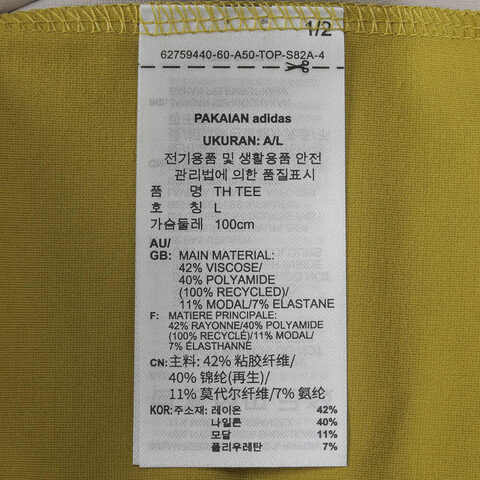 1/2
62759440-60-A50-TOP-S82A-4
PAKAIAN adidas
UKURAN: A/L
전기용품 및 생활용품 안전
관리법에 의한 품질표시
품 명 TH TEE
호 칭 L
가슴둘레 100cm
AU/
GB: MAIN MATERIAL:
42% VISCOSE/
40% POLYAMIDE
(100% RECYCLED)/
11% MODAL/7% ELASTANE
F: MATIERE PRINCIPALE:
42% RAYONNE/40% POLYAMIDE
(100% RECYCLÉ)/11% MODAL/
7% ÉLASTHANNE
CN: 主料: 42% 粘胶纤维/
40% 锦纶(再生)/
11% 莫代尔纤维/7% 氨纶
KOR: 주소재: 레이온 42%
나일론 40%
모달 11%
폴리우레탄 7%